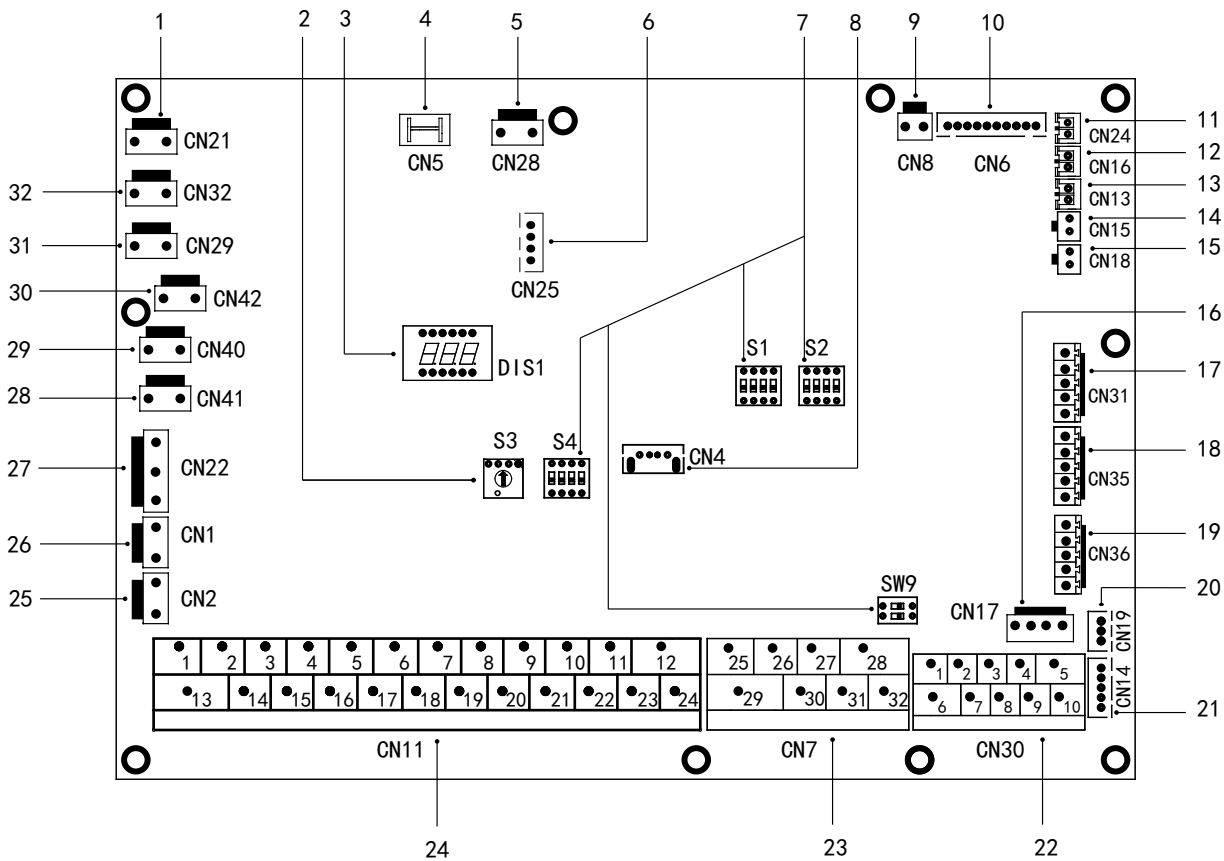 1 2 3 4 5 6 7 8 9 10
CN21
CN5
CN28
CN8
CN6
CN24
11
CN16
12
CN13
13
CN15
14
CN18
15
32
CN32
31
CN29
CN25
30
CN42
16
29
CN40
DIS1
S1
S2
28
CN41
CN31
17
27
CN22
S3
S4
CN4
CN35
18
26
CN1
CN36
19
25
CN2
SW9
CN17
CN19
20
1 2 3 4 5 6 7 8 9 10 11 12
25 26 27 28
1 2 3 4 5
13 14 15 16 17 18 19 20 21 22 23 24
29 30 31 32
6 7 8 9 10
CN14
21
CN11
CN7
CN30
24
23
22